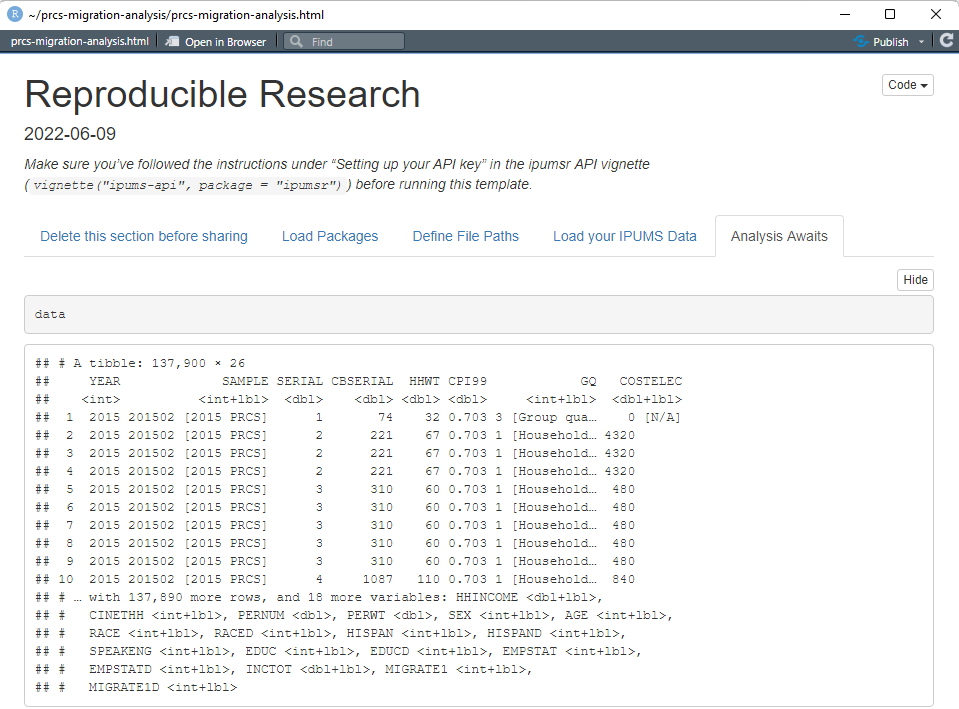 R ~/prcs-migration-analysis/prcs-migration-analysis.html
prcs-migration-analysis.html Open in Browser Find Publish
Reproducible Research
Code
2022-06-09
Make sure you’ve followed the instructions under “Setting up your API key” in the ipumsr API vignette
( vignette("ipums-api", package = "ipumsr") ) before running this template.
Delete this section before sharing Load Packages Define File Paths Load your IPUMS Data Analysis Awaits
Hide
data
## # A tibble: 137,900 × 26
##     YEAR             SAMPLE SERIAL CBSERIAL  HHWT CPI99            GQ   COSTELEC
##    <int>          <int+lbl>  <dbl>    <dbl> <dbl> <dbl>     <int+lbl>  <dbl+lbl>
##  1  2015 201502 [2015 PRCS]      1       74    32 0.703 3 [Group qua…    0 [N/A]
##  2  2015 201502 [2015 PRCS]      2      221    67 0.703 1 [Household… 4320
##  3  2015 201502 [2015 PRCS]      2      221    67 0.703 1 [Household… 4320
##  4  2015 201502 [2015 PRCS]      2      221    67 0.703 1 [Household… 4320
##  5  2015 201502 [2015 PRCS]      3      310    60 0.703 1 [Household…  480
##  6  2015 201502 [2015 PRCS]      3      310    60 0.703 1 [Household…  480
##  7  2015 201502 [2015 PRCS]      3      310    60 0.703 1 [Household…  480
##  8  2015 201502 [2015 PRCS]      3      310    60 0.703 1 [Household…  480
##  9  2015 201502 [2015 PRCS]      3      310    60 0.703 1 [Household…  480
## 10  2015 201502 [2015 PRCS]      4     1087   110 0.703 1 [Household…  840
## # … with 137,890 more rows, and 18 more variables: HHINCOME <dbl+lbl>,
## #   CINETHH <int+lbl>, PERNUM <dbl>, PERWT <dbl>, SEX <int+lbl>, AGE <int+lbl>,
## #   RACE <int+lbl>, RACED <int+lbl>, HISPAN <int+lbl>, HISPAND <int+lbl>,
## #   SPEAKENG <int+lbl>, EDUC <int+lbl>, EDUCD <int+lbl>, EMPSTAT <int+lbl>,
## #   EMPSTATD <int+lbl>, INCTOT <dbl+lbl>, MIGRATE1 <int+lbl>,
## #   MIGRATE1D <int+lbl>